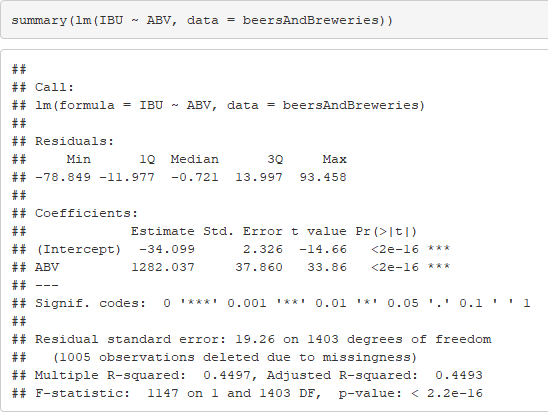 summary(lm(IBU ~ ABV, data = beersAndBreweries))
##
## Call:
## lm(formula = IBU ~ ABV, data = beersAndBreweries)
##
## Residuals:
##     Min      1Q  Median      3Q     Max
## -78.849 -11.977  -0.721  13.997  93.458
##
## Coefficients:
##             Estimate Std. Error t value Pr(>|t|)
## (Intercept)  -34.099      2.326  -14.66   <2e-16 ***
## ABV         1282.037     37.860   33.86   <2e-16 ***
## ---
## Signif. codes:  0 '***' 0.001 '**' 0.01 '*' 0.05 '.' 0.1 ' ' 1
##
## Residual standard error: 19.26 on 1403 degrees of freedom
##   (1005 observations deleted due to missingness)
## Multiple R-squared:  0.4497, Adjusted R-squared:  0.4493
## F-statistic:  1147 on 1 and 1403 DF,  p-value: < 2.2e-16